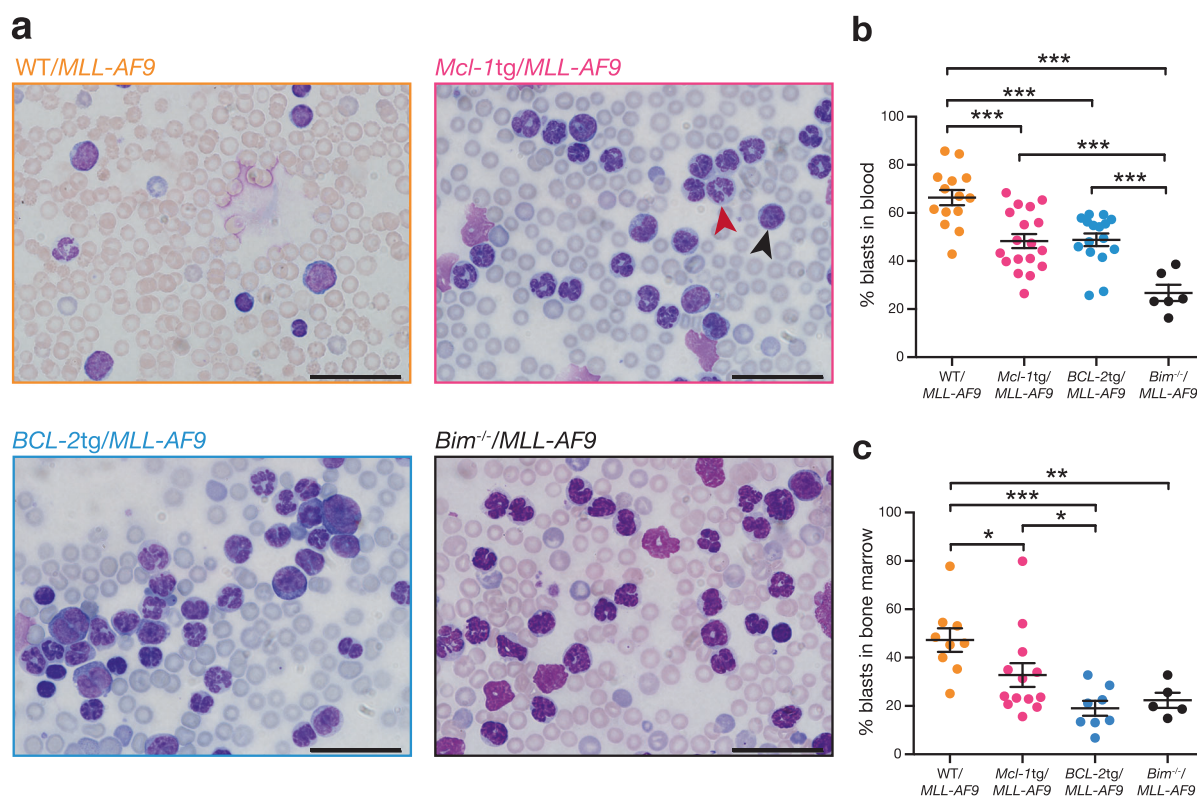 a
WT/MLL-AF9
Mcl-1tg/MLL-AF9
BCL-2tg/MLL-AF9
Bim-/-/MLL-AF9
b
% blasts in blood
100
80
60
40
20
0
***
***
***
***
***
WT/
MLL-AF9
Mcl-1tg/
MLL-AF9
BCL-2tg/
MLL-AF9
Bim-/-/
MLL-AF9
c
% blasts in bone marrow
100
80
60
40
20
0
**
***
*
*
WT/
MLL-AF9
Mcl-1tg/
MLL-AF9
BCL-2tg/
MLL-AF9
Bim-/-/
MLL-AF9